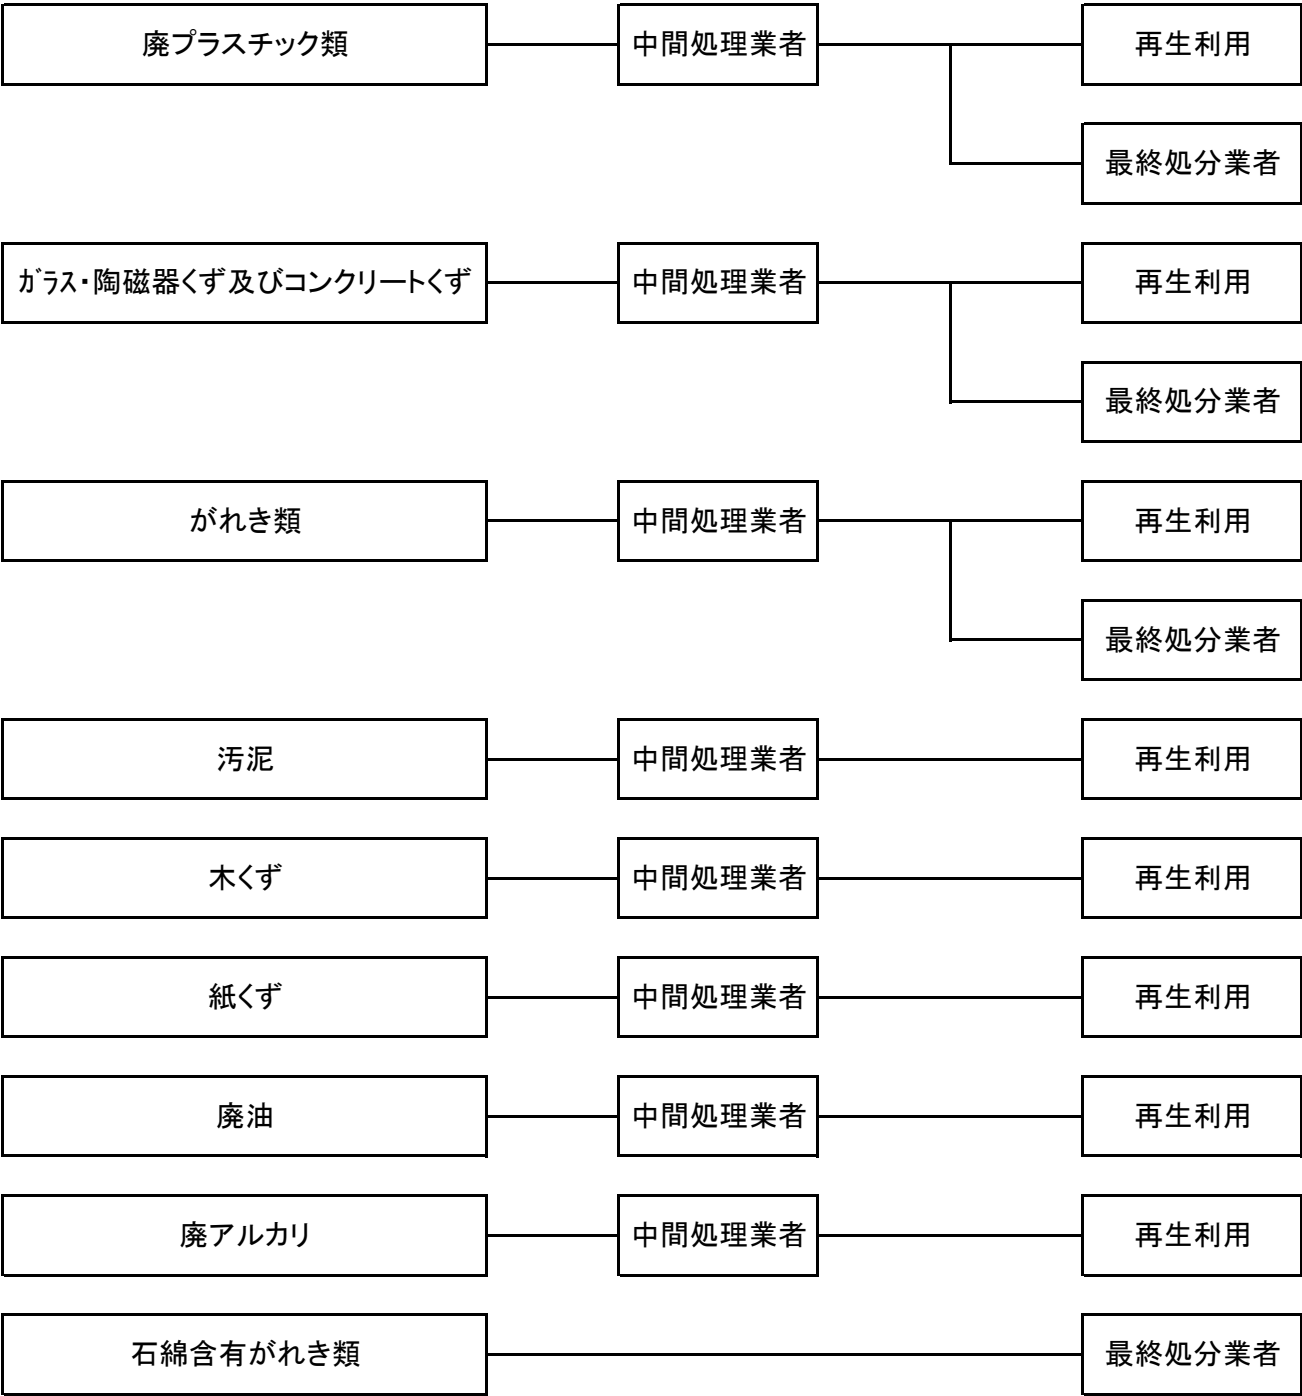 廃プラスチック類 中間処理業者 再生利用
最終処分業者
ｶﾞﾗｽ・陶磁器くず及びコンクリートくず 中間処理業者 再生利用
最終処分業者
がれき類 中間処理業者 再生利用
最終処分業者
汚泥 中間処理業者 再生利用
木くず 中間処理業者 再生利用
紙くず 中間処理業者 再生利用
廃油 中間処理業者 再生利用
廃アルカリ 中間処理業者 再生利用
石綿含有がれき類 最終処分業者